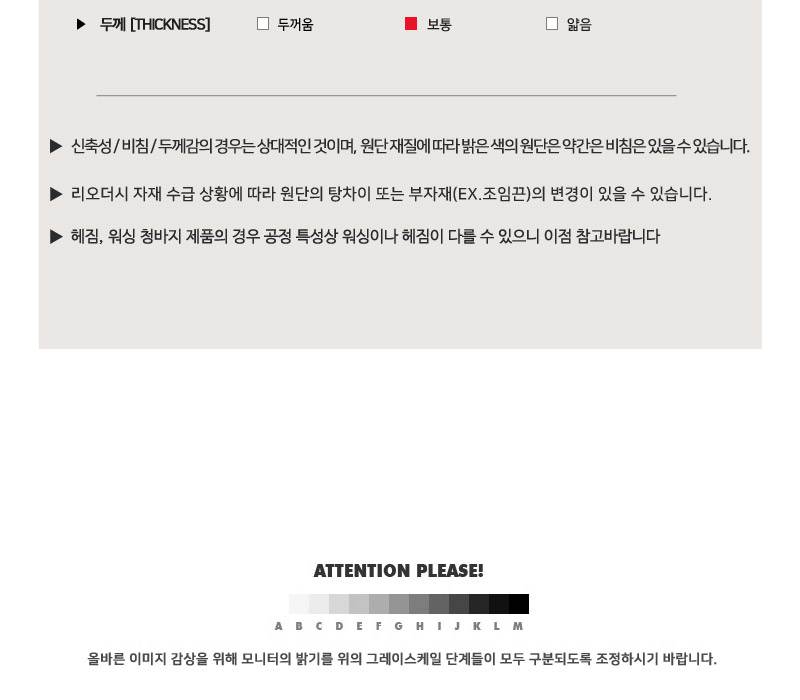 ▶ 두께 [THICKNESS] 두꺼움 보통 얇음
▶ 신축성 / 비침 / 두께감의 경우는 상대적인 것이며, 원단 재질에 따라 밝은 색의 원단은 약간은 비침은 있을 수 있습니다.
▶ 리오더시 자재 수급 상황에 따라 원단의 탕차이 또는 부자재(EX.조임끈)의 변경이 있을 수 있습니다.
▶ 헤짐, 워싱 청바지 제품의 경우 공정 특성상 워싱이나 헤짐이 다를 수 있으니 이점 참고바랍니다
ATTENTION PLEASE!
A B C D E F G H I J K L M
올바른 이미지 감상을 위해 모니터의 밝기를 위의 그레이스케일 단계들이 모두 구분되도록 조정하시기 바랍니다.